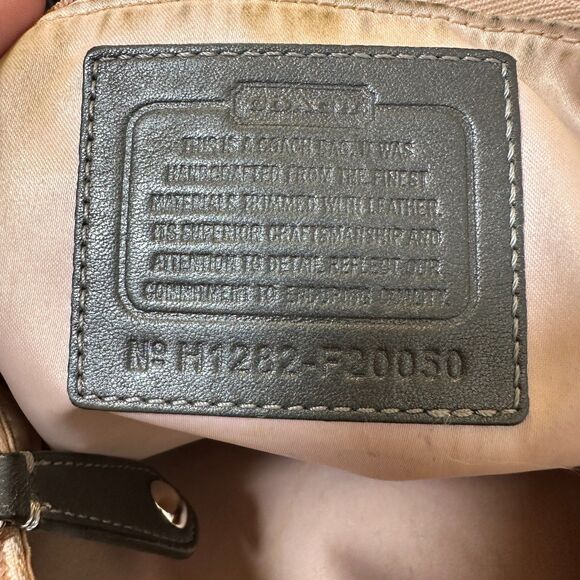 COACH
THIS IS A COACH BAG. IT WAS
HANDCRAFTED FROM THE FINEST
MATERIALS TRIMMED WITH LEATHER.
ITS SUPERIOR CRAFTSMANSHIP AND
ATTENTION TO DETAIL REFLECT OUR
COMMITMENT TO ENDURING QUALITY.
Nº H1282-F20050